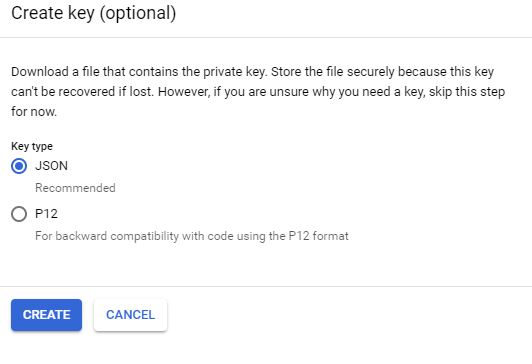 Create key (optional)
Download a file that contains the private key. Store the file securely because this key
can't be recovered if lost. However, if you are unsure why you need a key, skip this step
for now.
Key type
JSON
Recommended
P12
For backward compatibility with code using the P12 format
CREATE CANCEL